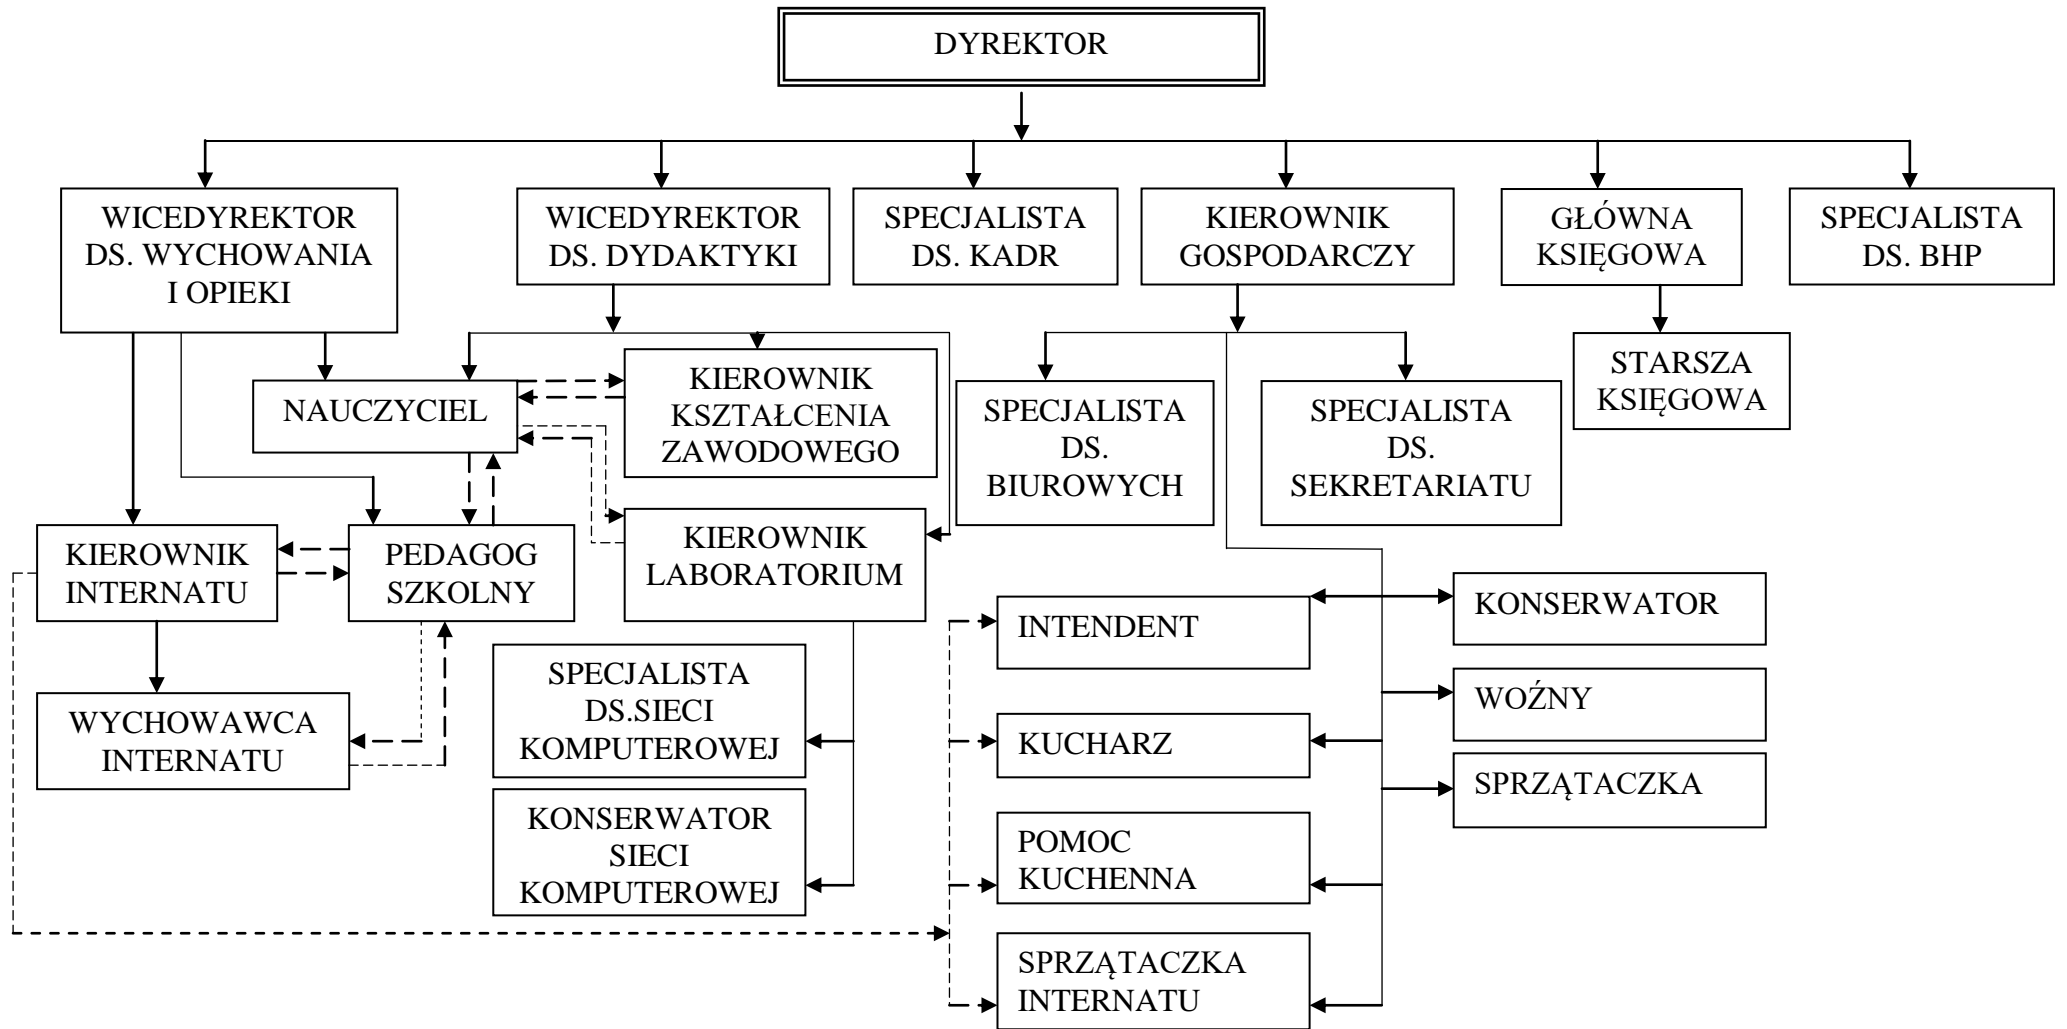 DYREKTOR
WICEDYREKTOR
DS. WYCHOWANIA
I OPIEKI
WICEDYREKTOR
DS. DYDAKTYKI
SPECJALISTA
DS. KADR
KIEROWNIK
GOSPODARCZY
GŁÓWNA
KSIĘGOWA
SPECJALISTA
DS. BHP
NAUCZYCIEL
KIEROWNIK
KSZTAŁCENIA
ZAWODOWEGO
SPECJALISTA
DS.
BIUROWYCH
SPECJALISTA
DS.
SEKRETARIATU
STARSZA
KSIĘGOWA
KIEROWNIK
INTERNATU
PEDAGOG
SZKOLNY
KIEROWNIK
LABORATORIUM
INTENDENT
KONSERWATOR
WYCHOWAWCA
INTERNATU
SPECJALISTA
DS.SIECI
KOMPUTEROWEJ
KUCHARZ
WOŹNY
SPRZĄTACZKA
KONSERWATOR
SIECI
KOMPUTEROWEJ
POMOC
KUCHENNA
SPRZĄTACZKA
INTERNATU